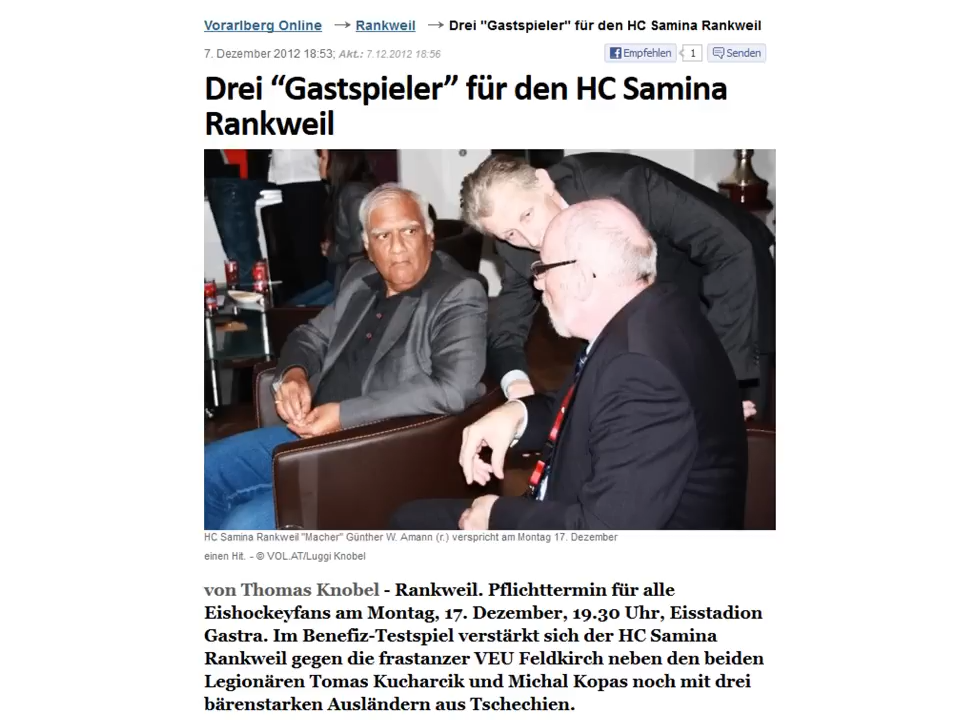 Vorarlberg Online → Rankweil → Drei "Gastspieler" für den HC Samina Rankweil
7. Dezember 2012 18:53; Akt.: 7.12.2012 18:56
Empfehlen 1 Senden
Drei “Gastspieler” für den HC Samina
Rankweil
HC Samina Rankweil "Macher" Günther W. Amann (r.) verspricht am Montag 17. Dezember
einen Hit. - © VOL.AT/Luggi Knobel
von Thomas Knobel - Rankweil. Pflichttermin für alle
Eishockeyfans am Montag, 17. Dezember, 19.30 Uhr, Eisstadion
Gastra. Im Benefiz-Testspiel verstärkt sich der HC Samina
Rankweil gegen die frastanzer VEU Feldkirch neben den beiden
Legionären Tomas Kucharcik und Michal Kopas noch mit drei
bärenstarken Ausländern aus Tschechien.